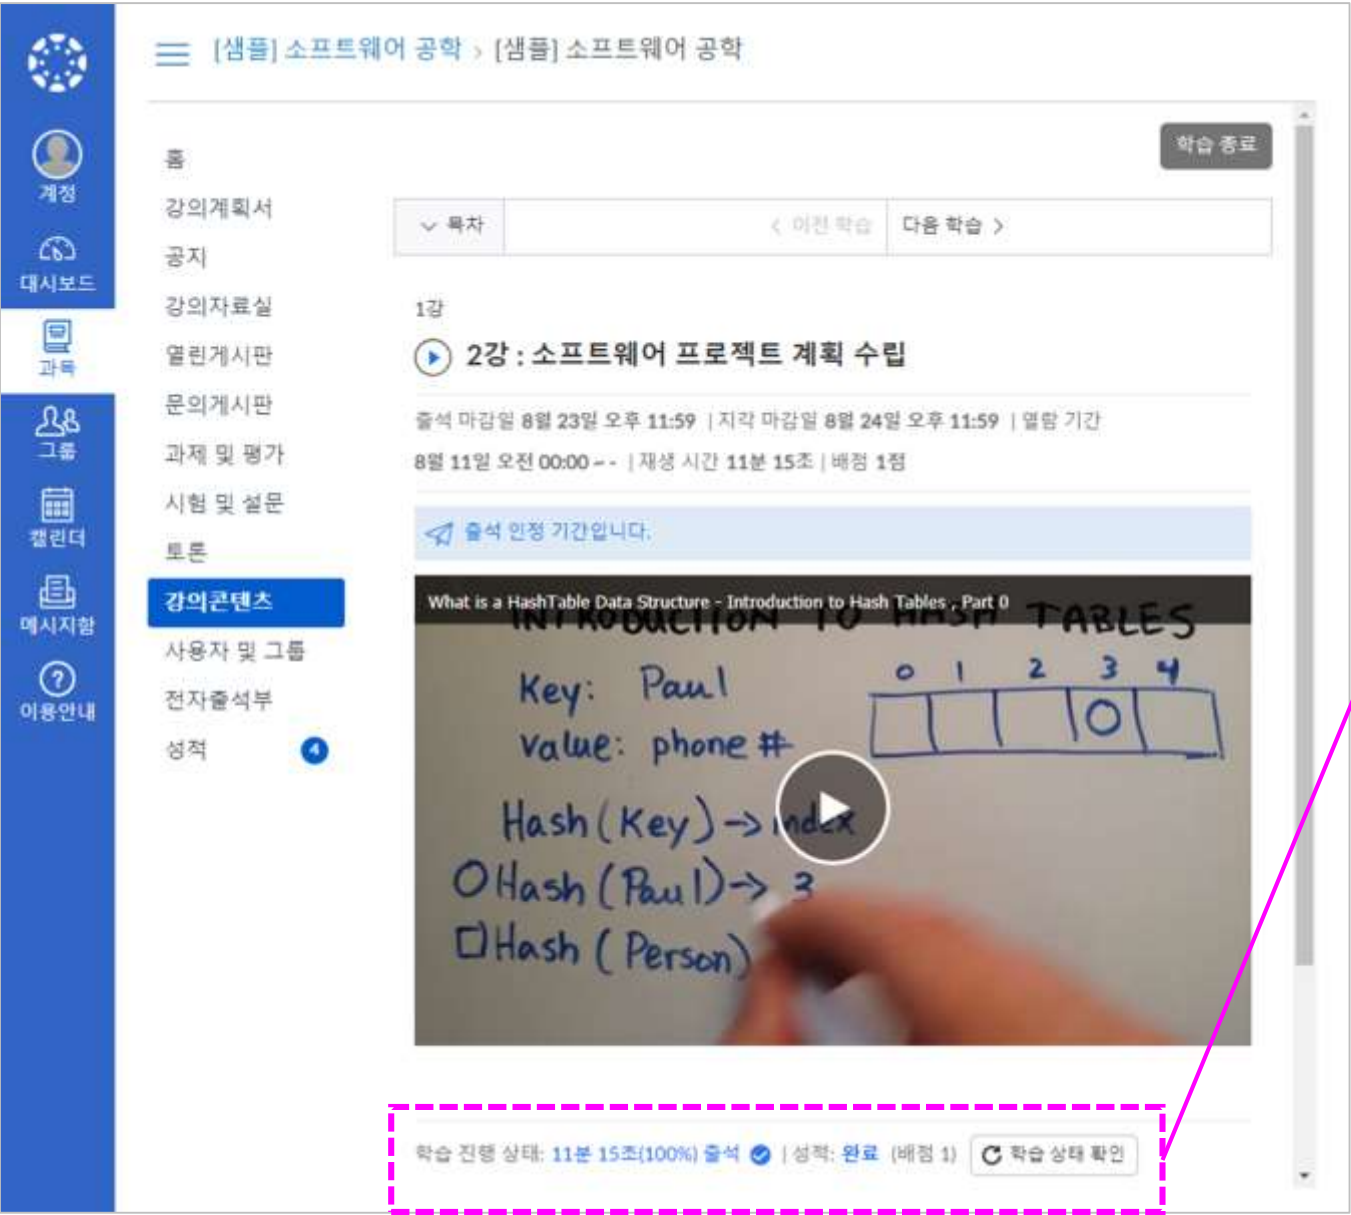 [샘플] 소프트웨어 공학 > [샘플] 소프트웨어 공학
계정
대시보드
과목
그룹
캘린더
메시지함
이용안내
홈
강의계획서
공지
강의자료실
열린게시판
문의게시판
과제 및 평가
시험 및 설문
토론
강의콘텐츠
사용자 및 그룹
전자출석부
성적 4
학습 종료
목차
< 이전 학습
다음 학습 >
1강
2강 : 소프트웨어 프로젝트 계획 수립
출석 마감일 8월 23일 오후 11:59 | 지각 마감일 8월 24일 오후 11:59 | 열람 기간
8월 11일 오전 00:00 ~ - | 재생 시간 11분 15초 | 배점 1점
출석 인정 기간입니다.
What is a HashTable Data Structure - Introduction to Hash Tables , Part 0
INTRODUCTION TO HASH TABLES
0 1 2 3 4
Key: Paul
value: phone #
Hash (Key) -> index
Hash (Paul) -> 3
Hash ( Person)
학습 진행 상태: 11분 15초(100%) 출석 | 성적: 완료 (배점 1) 학습 상태 확인